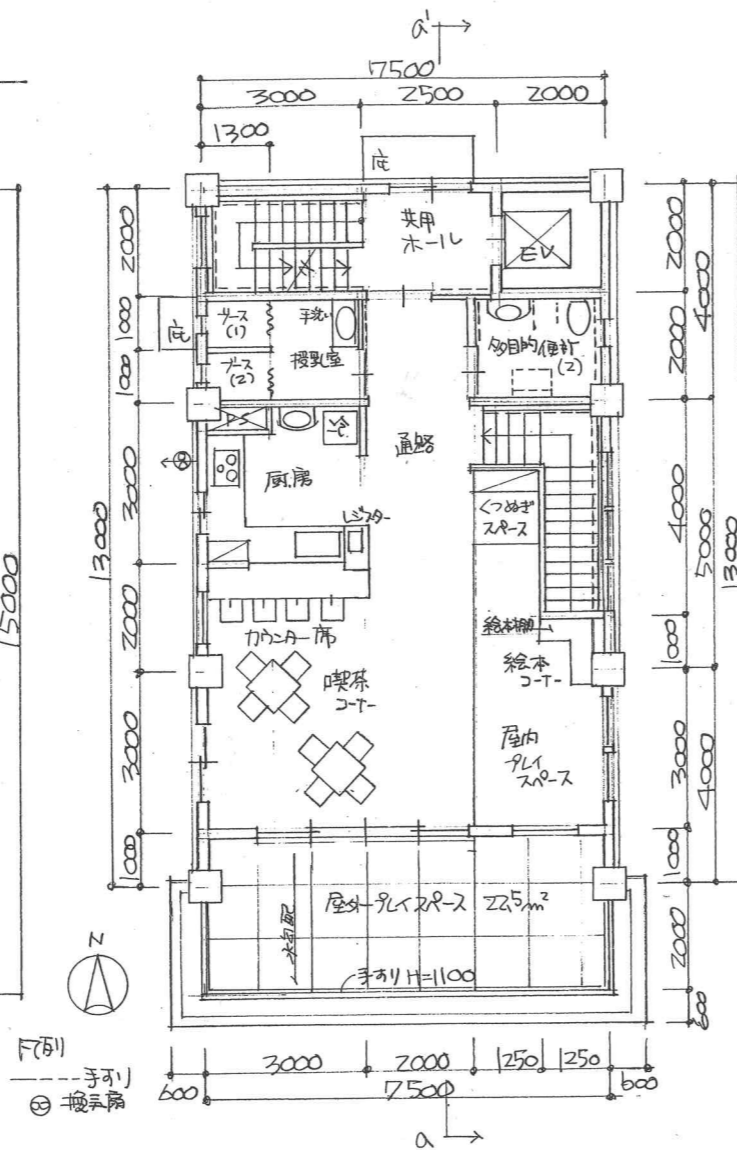 a'
7500
3000
2500
2000
1300
庇
共用
ホール
EV
2000
1000
1000
3000
2000
3000
1000
13000
15000
庇
ブース
(1)
ブース
(2)
手洗い
授乳室
多目的便所
(2)
PS
冷
厨房
通路
レジスター
くつぬぎ
スペース
カウンター席
喫茶
コーナー
絵本棚
絵本
コーナー
屋内
プレイ
スペース
2000
2000
4000
1000
3000
1000
2000
600
4000
5000
4000
13000
屋外プレイスペース 22.5m²
水勾配
手すりH=1100
N
凡例
手すり
換気扇
600
3000
2000
1250
1250
600
7500
a